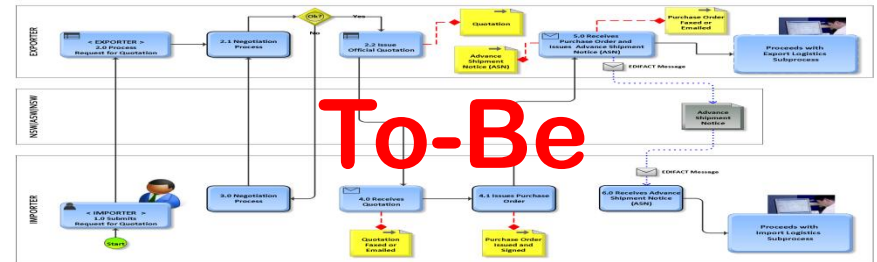 EXPORTER
< EXPORTER >
2.0 Process
Request for Quotation
2.1 Negotiation
Process
(Ok?)
Yes
No
2.2 Issue
Official Quotation
Quotation
Advance
Shipment
Notice (ASN)
5.0 Receives
Purchase Order and
Issues Advance Shipment
Notice (ASN)
Purchase Order
Faxed or
Emailed
EDIFACT Message
Proceeds with
Export Logistics
Subprocess
NSW/ASW/NSW
To-Be
Advance
Shipment
Notice
EDIFACT Message
IMPORTER
< IMPORTER >
1.0 Submits
Request for Quotation
Start
3.0 Negotiation
Process
4.0 Receives
Quotation
Quotation
Faxed or
Emailed
4.1 Issues Purchase
Order
Purchase Order
Issued and
Signed
6.0 Receives Advance
Shipment Notice
(ASN)
Proceeds with
Import Logistics
Subprocess